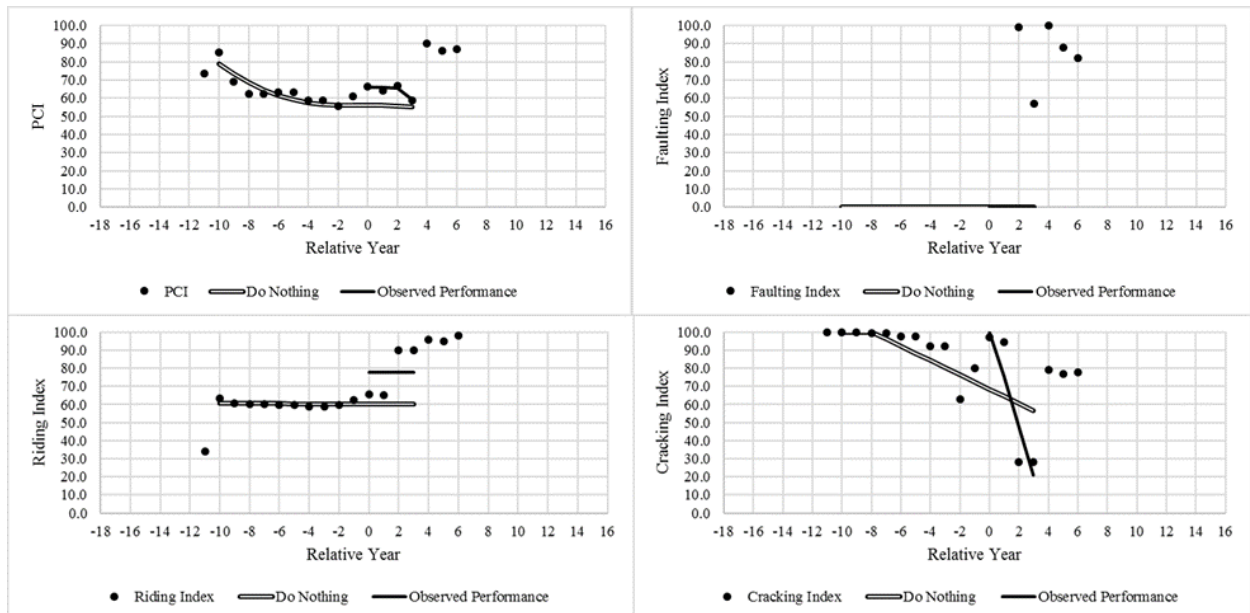 PCI
100.0
90.0
80.0
70.0
60.0
50.0
40.0
30.0
20.0
10.0
0.0
-18 -16 -14 -12 -10 -8 -6 -4 -2 0 2 4 6 8 10 12 14 16
Relative Year
PCI Do Nothing Observed Performance
Faulting Index
100.0
90.0
80.0
70.0
60.0
50.0
40.0
30.0
20.0
10.0
0.0
-18 -16 -14 -12 -10 -8 -6 -4 -2 0 2 4 6 8 10 12 14 16
Relative Year
Faulting Index Do Nothing Observed Performance
Riding Index
100.0
90.0
80.0
70.0
60.0
50.0
40.0
30.0
20.0
10.0
0.0
-18 -16 -14 -12 -10 -8 -6 -4 -2 0 2 4 6 8 10 12 14 16
Relative Year
Riding Index Do Nothing Observed Performance
Cracking Index
100.0
90.0
80.0
70.0
60.0
50.0
40.0
30.0
20.0
10.0
0.0
-18 -16 -14 -12 -10 -8 -6 -4 -2 0 2 4 6 8 10 12 14 16
Relative Year
Cracking Index Do Nothing Observed Performance